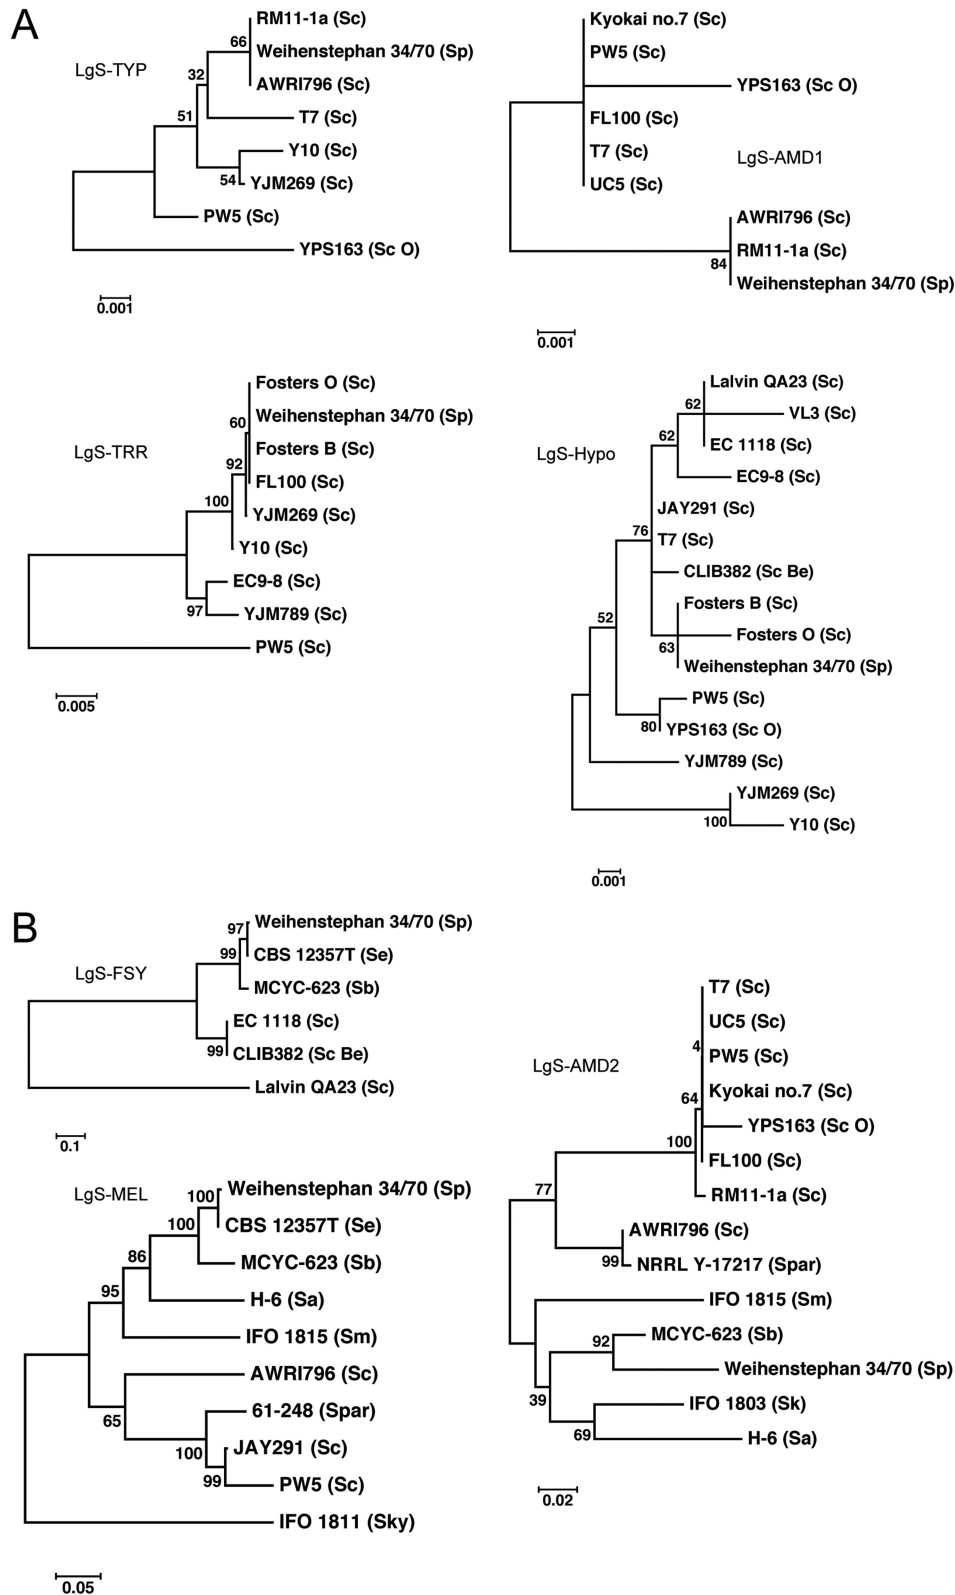 A
LgS-TYP
RM11-1a (Sc)
66
Weihenstephan 34/70 (Sp)
32
AWRI796 (Sc)
51
T7 (Sc)
Y10 (Sc)
54
YJM269 (Sc)
PW5 (Sc)
YPS163 (Sc O)
0.001
Kyokai no.7 (Sc)
PW5 (Sc)
YPS163 (Sc O)
FL100 (Sc)
T7 (Sc)
LgS-AMD1
UC5 (Sc)
AWRI796 (Sc)
RM11-1a (Sc)
84
Weihenstephan 34/70 (Sp)
0.001
LgS-TRR
Fosters O (Sc)
Weihenstephan 34/70 (Sp)
60
Fosters B (Sc)
92
FL100 (Sc)
100
YJM269 (Sc)
Y10 (Sc)
EC9-8 (Sc)
97
YJM789 (Sc)
PW5 (Sc)
0.005
LgS-Hypo
Lalvin QA23 (Sc)
62
VL3 (Sc)
62
EC 1118 (Sc)
EC9-8 (Sc)
JAY291 (Sc)
76
T7 (Sc)
CLIB382 (Sc Be)
Fosters B (Sc)
52
Fosters O (Sc)
63
Weihenstephan 34/70 (Sp)
PW5 (Sc)
80
YPS163 (Sc O)
YJM789 (Sc)
YJM269 (Sc)
100
Y10 (Sc)
0.001
B
LgS-FSY
Weihenstephan 34/70 (Sp)
97
CBS 12357T (Se)
99
MCYC-623 (Sb)
EC 1118 (Sc)
99
CLIB382 (Sc Be)
Lalvin QA23 (Sc)
0.1
LgS-MEL
Weihenstephan 34/70 (Sp)
100
CBS 12357T (Se)
100
MCYC-623 (Sb)
86
H-6 (Sa)
95
IFO 1815 (Sm)
AWRI796 (Sc)
65
61-248 (Spar)
100
JAY291 (Sc)
99
PW5 (Sc)
IFO 1811 (Sky)
0.05
LgS-AMD2
T7 (Sc)
UC5 (Sc)
4
PW5 (Sc)
Kyokai no.7 (Sc)
64
YPS163 (Sc O)
100
FL100 (Sc)
RM11-1a (Sc)
77
AWRI796 (Sc)
99
NRRL Y-17217 (Spar)
IFO 1815 (Sm)
MCYC-623 (Sb)
92
Weihenstephan 34/70 (Sp)
39
IFO 1803 (Sk)
69
H-6 (Sa)
0.02